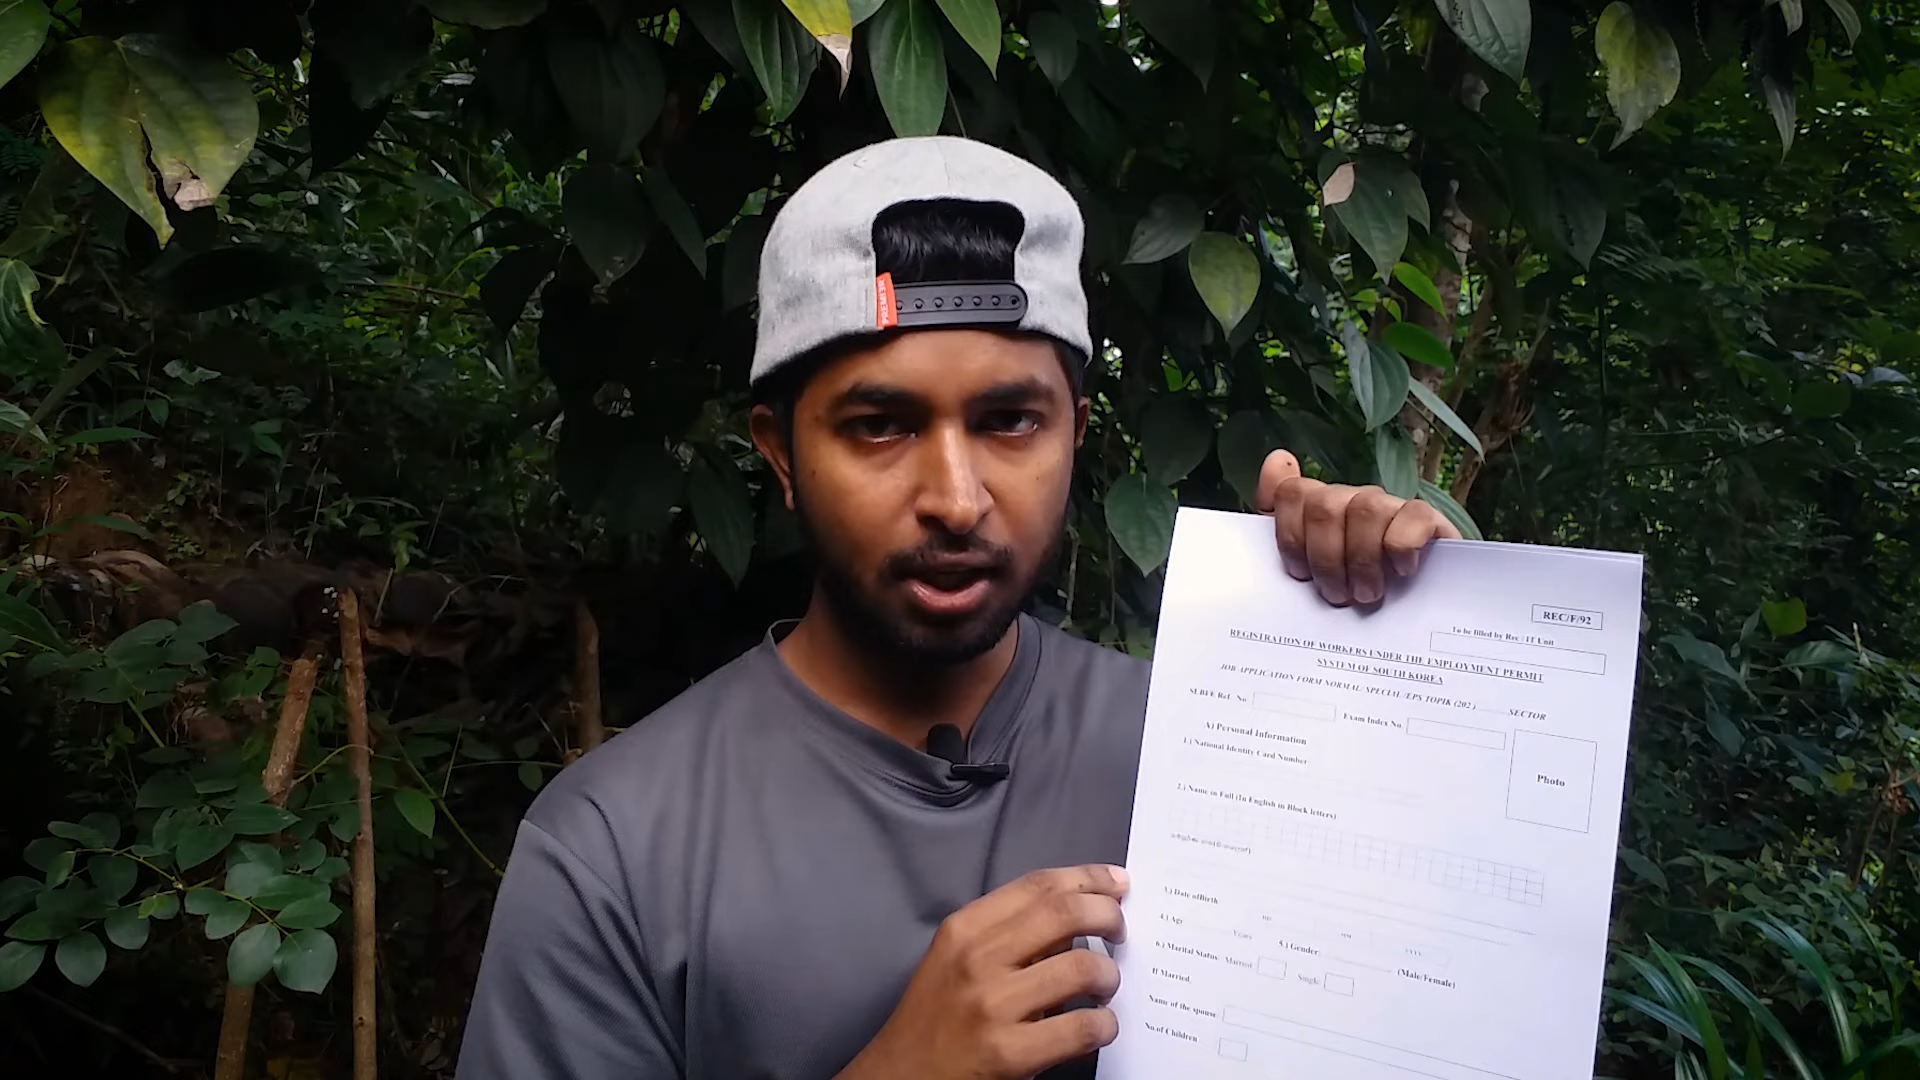 PREMIUM
REC/F/92
To be filled by Rec / IT Unit
REGISTRATION OF WORKERS UNDER THE EMPLOYMENT PERMIT
SYSTEM OF SOUTH KOREA
JOB APPLICATION FORM NORMAL/ SPECIAL /EPS TOPIK (202 ) ............SECTOR
SLBFE Ref. No
Exam Index No.
A) Personal Information
1.) National Identity Card Number
Photo
2.) Name in Full (In English in Block letters)
3.) Date of Birth
4.) Age
Years
5.) Gender:
(Male/Female)
6.) Marital Status
Married
Single
If Married,
Name of the spouse
No.of Children